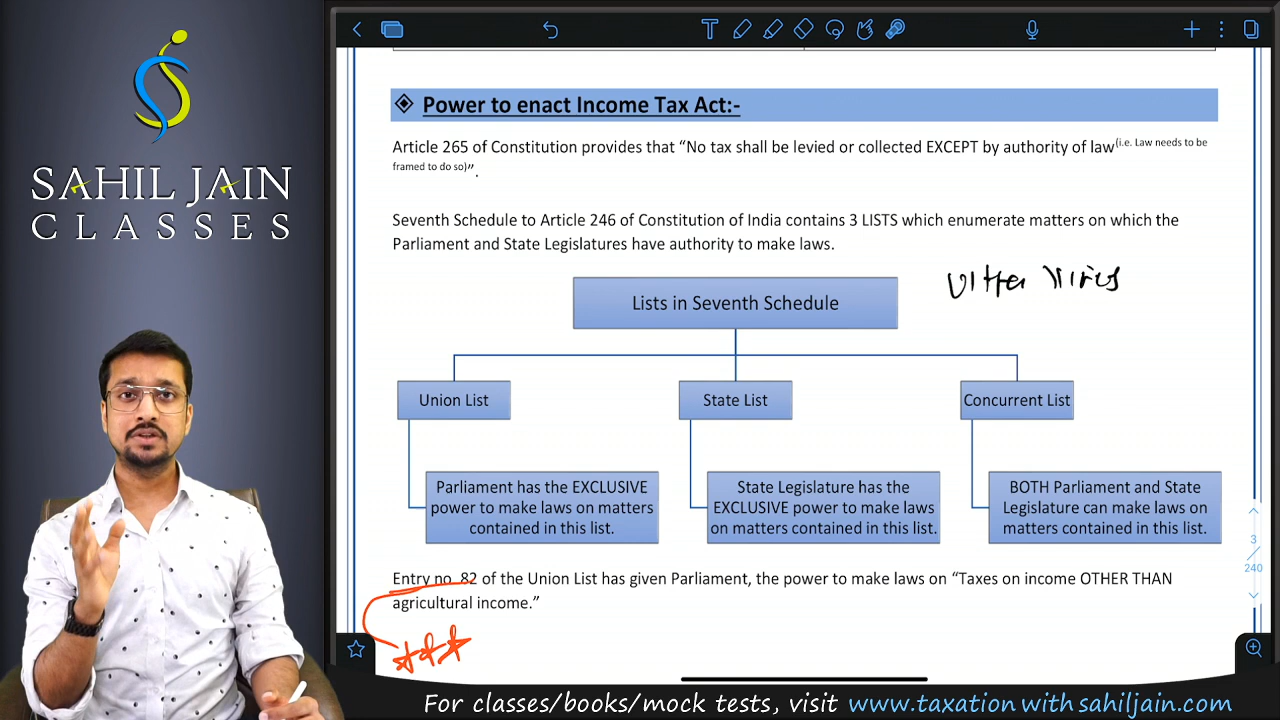 SAHIL JAIN
CLASSES
Power to enact Income Tax Act:-
Article 265 of Constitution provides that “No tax shall be levied or collected EXCEPT by authority of law(i.e. Law needs to be
framed to do so)”.
Seventh Schedule to Article 246 of Constitution of India contains 3 LISTS which enumerate matters on which the
Parliament and State Legislatures have authority to make laws.
Lists in Seventh Schedule
Union List
State List
Concurrent List
Parliament has the EXCLUSIVE
power to make laws on matters
contained in this list.
State Legislature has the
EXCLUSIVE power to make laws
on matters contained in this list.
BOTH Parliament and State
Legislature can make laws on
matters contained in this list.
Entry no. 82 of the Union List has given Parliament, the power to make laws on “Taxes on income OTHER THAN
agricultural income.”
3
240
For classes/books/mock tests, visit www.taxationwithsahiljain.com